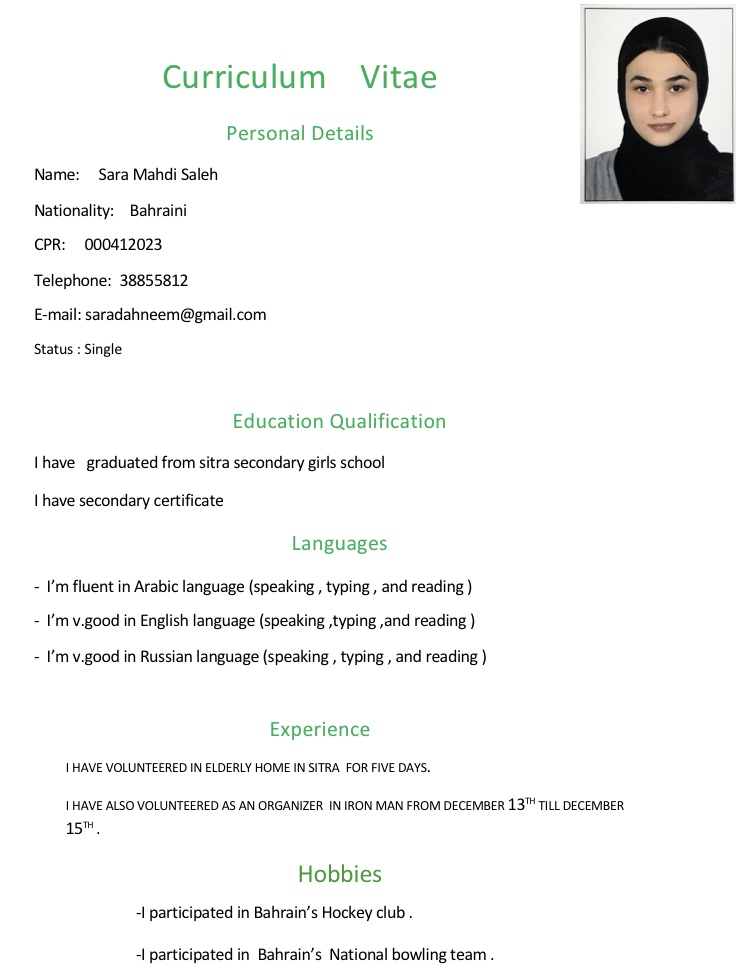 Curriculum Vitae
Personal Details
Name: Sara Mahdi Saleh
Nationality: Bahraini
CPR: 000412023
Telephone: 38855812
E-mail: saradahneem@gmail.com
Status : Single
Education Qualification
I have graduated from sitra secondary girls school
I have secondary certificate
Languages
- I’m fluent in Arabic language (speaking , typing , and reading )
- I’m v.good in English language (speaking ,typing ,and reading )
- I’m v.good in Russian language (speaking , typing , and reading )
Experience
I HAVE VOLUNTEERED IN ELDERLY HOME IN SITRA FOR FIVE DAYS.
I HAVE ALSO VOLUNTEERED AS AN ORGANIZER IN IRON MAN FROM DECEMBER 13TH TILL DECEMBER
15TH .
Hobbies
-I participated in Bahrain’s Hockey club .
-I participated in Bahrain’s National bowling team .